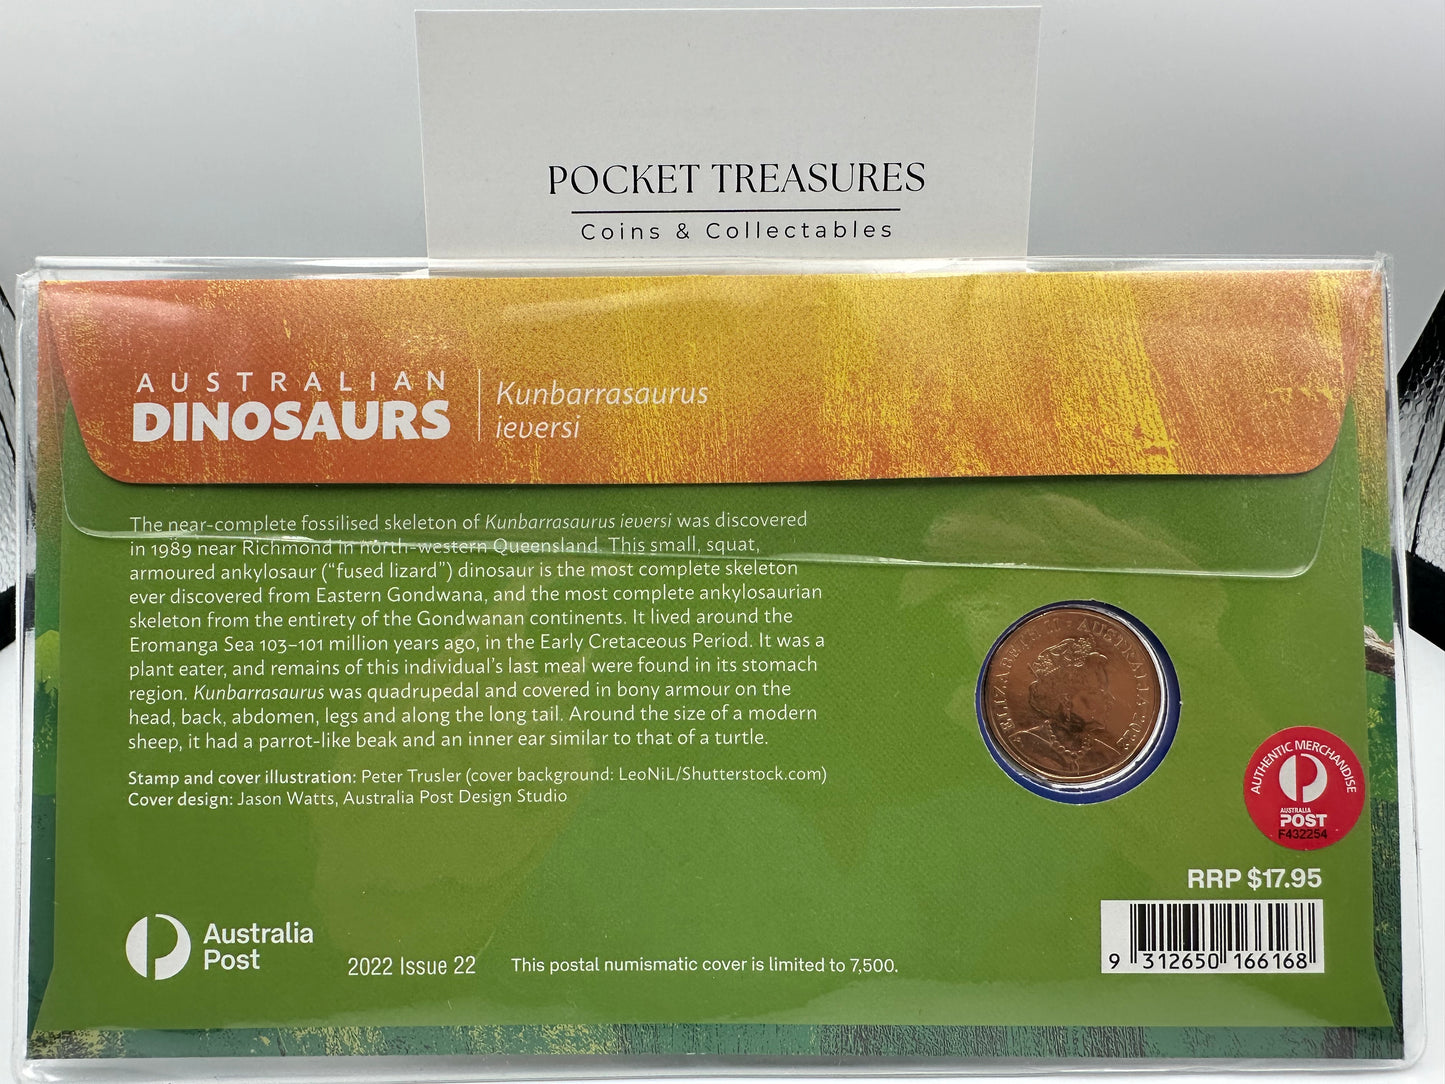 POCKET TREASURES
Coins & Collectables
AUSTRALIAN
DINOSAURS
Kunbarrasaurus
ieversi
The near-complete fossilised skeleton of Kunbarrasaurus ieversi was discovered
in 1989 near Richmond in north-western Queensland. This small, squat,
armoured ankylosaur (“fused lizard”) dinosaur is the most complete skeleton
ever discovered from Eastern Gondwana, and the most complete ankylosaurian
skeleton from the entirety of the Gondwanan continents. It lived around the
Eromanga Sea 103–101 million years ago, in the Early Cretaceous Period. It was a
plant eater, and remains of this individual’s last meal were found in its stomach
region. Kunbarrasaurus was quadrupedal and covered in bony armour on the
head, back, abdomen, legs and along the long tail. Around the size of a modern
sheep, it had a parrot-like beak and an inner ear similar to that of a turtle.
Stamp and cover illustration: Peter Trusler (cover background: LeoNiL/Shutterstock.com)
Cover design: Jason Watts, Australia Post Design Studio
ELIZABETH II · AUSTRALIA 2022
AUTHENTIC MERCHANDISE
AUSTRALIA
POST
F432254
RRP $17.95
9 312650 166168
Australia
Post
2022 Issue 22
This postal numismatic cover is limited to 7,500.